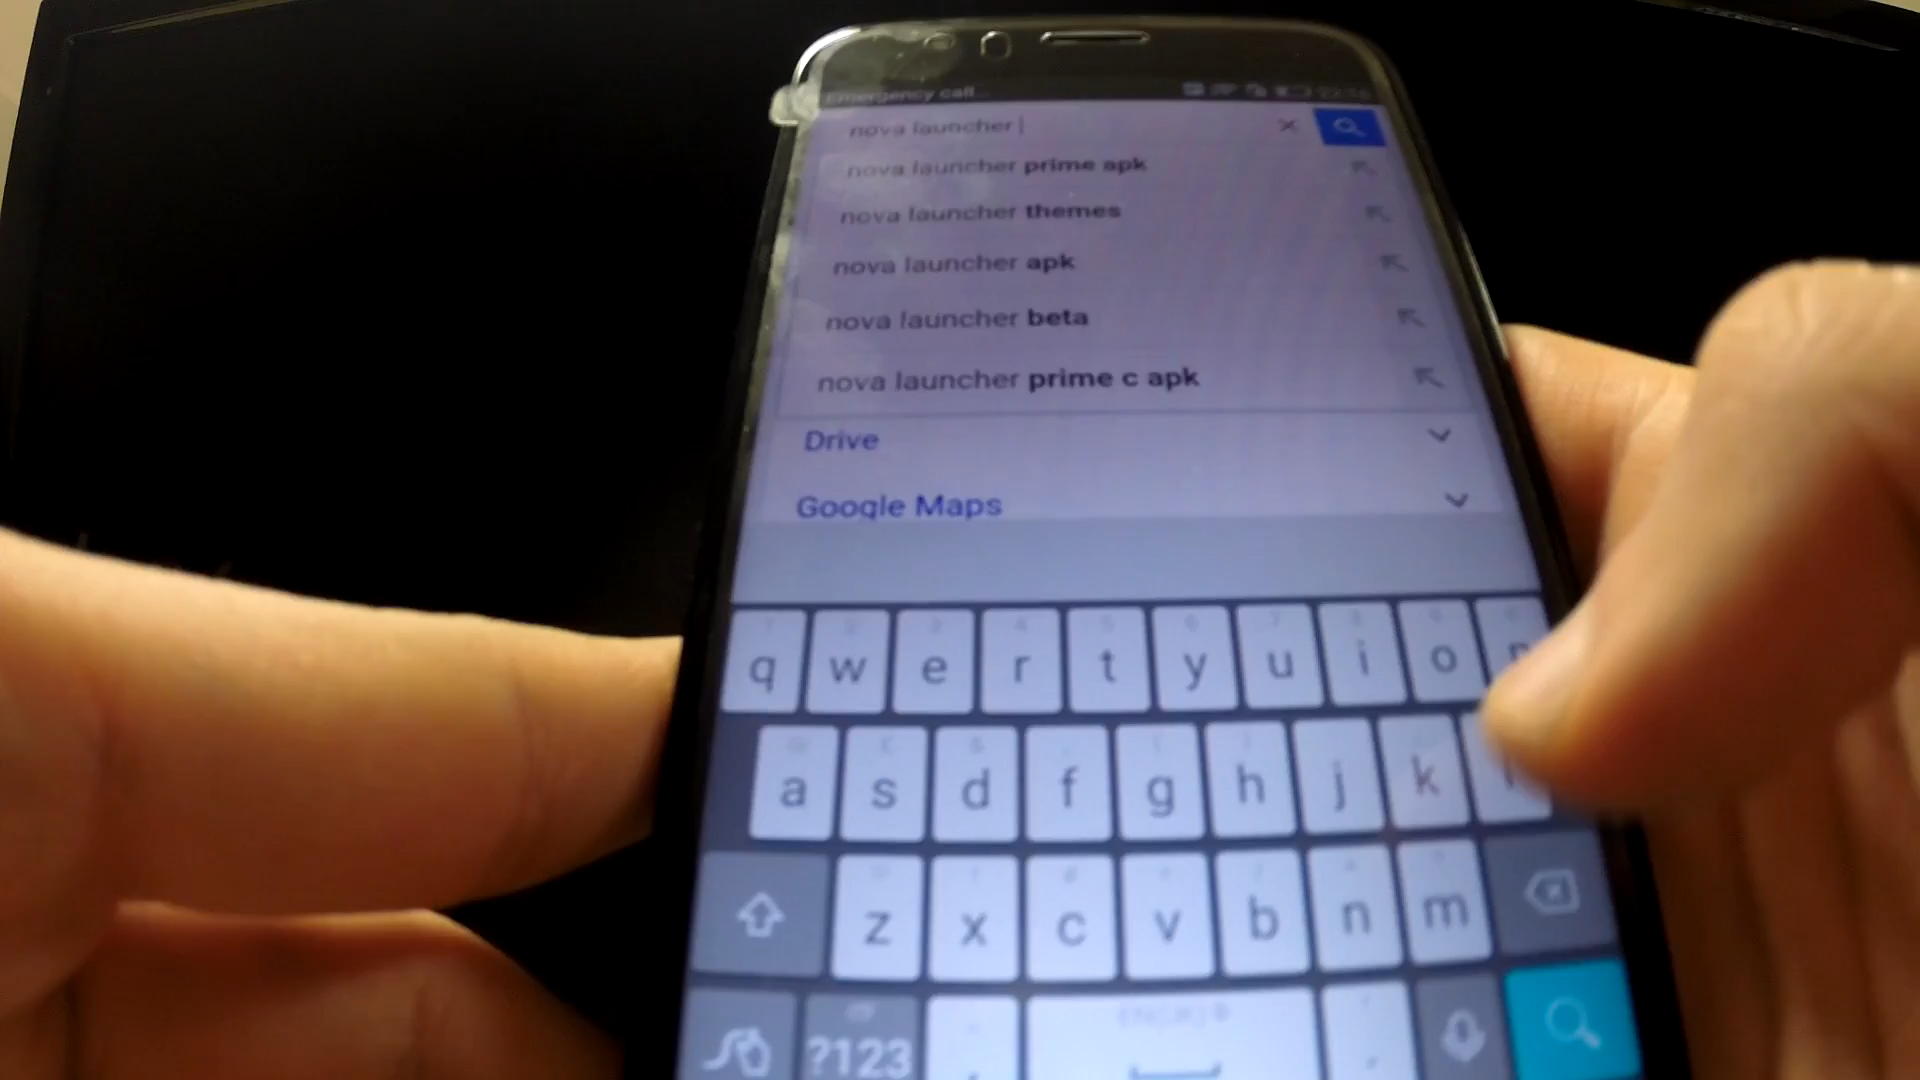 Emergency call...
nova launcher
nova launcher prime apk
nova launcher themes
nova launcher apk
nova launcher beta
nova launcher prime c apk
Drive
Google Maps
q w e r t y u i o p
a s d f g h j k l
z x c v b n m
?123